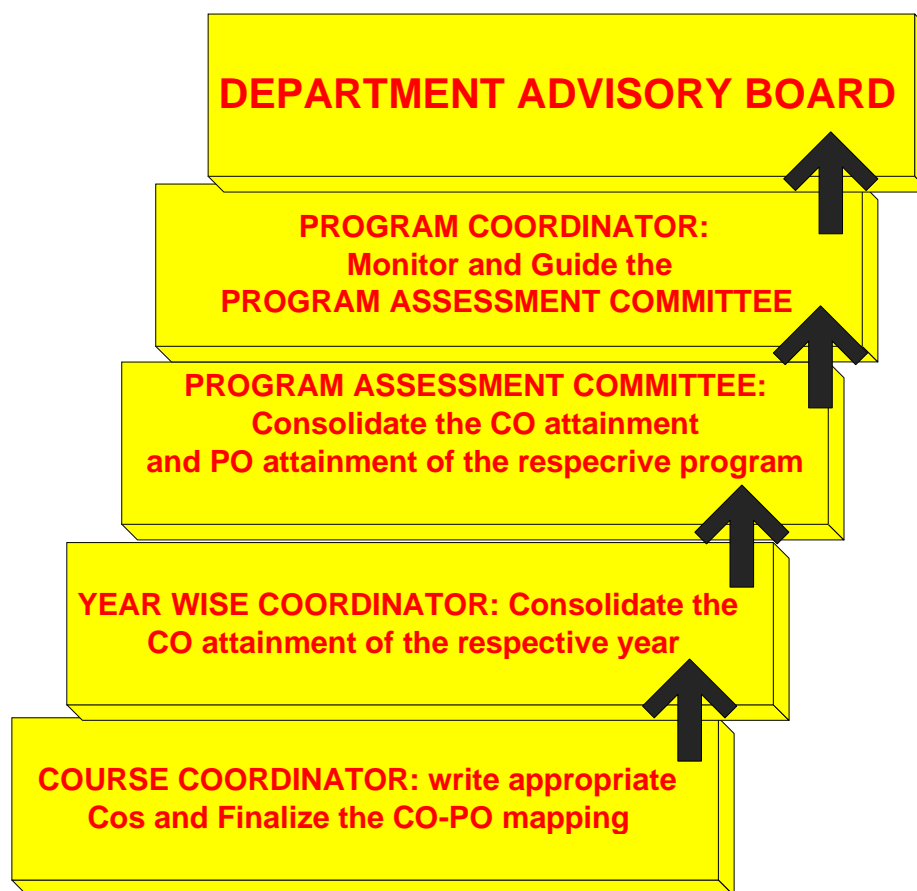 DEPARTMENT ADVISORY BOARD
PROGRAM COORDINATOR:
Monitor and Guide the
PROGRAM ASSESSMENT COMMITTEE
PROGRAM ASSESSMENT COMMITTEE:
Consolidate the CO attainment
and PO attainment of the respecrive program
YEAR WISE COORDINATOR: Consolidate the
CO attainment of the respective year
COURSE COORDINATOR: write appropriate
Cos and Finalize the CO-PO mapping